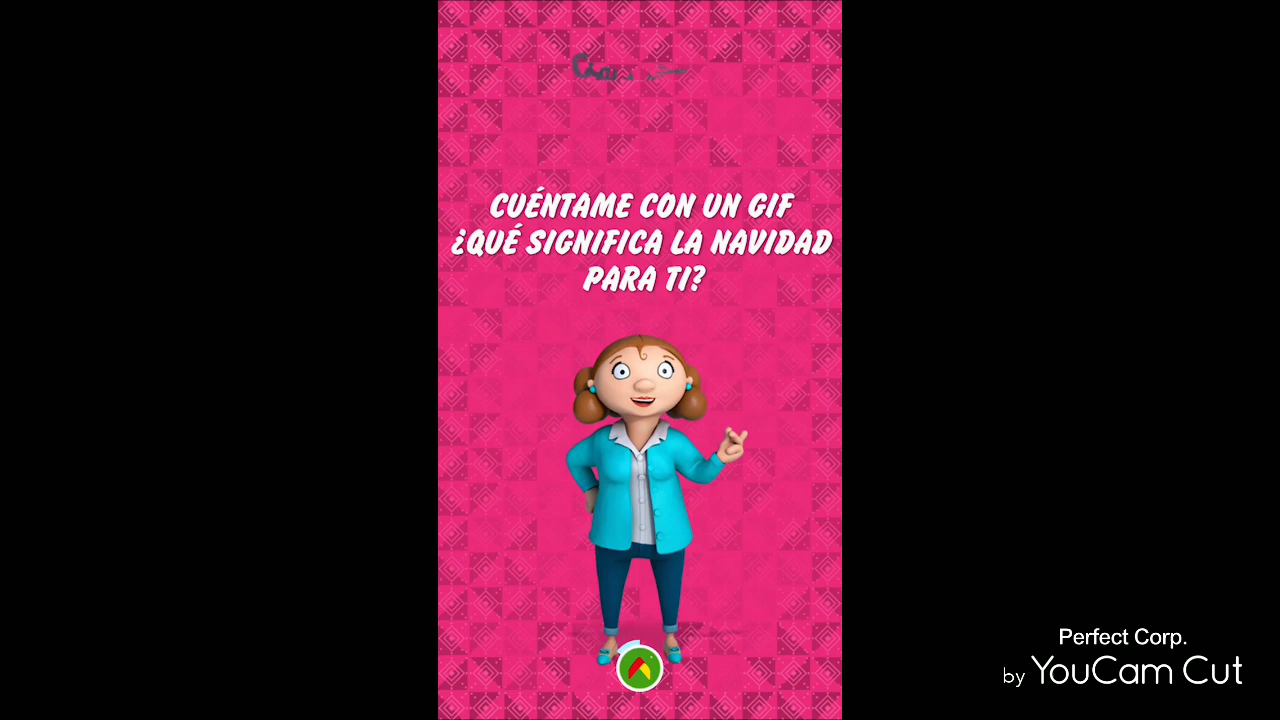 CUÉNTAME CON UN GIF
¿QUÉ SIGNIFICA LA NAVIDAD
PARA TI?
Perfect Corp.
by YouCam Cut